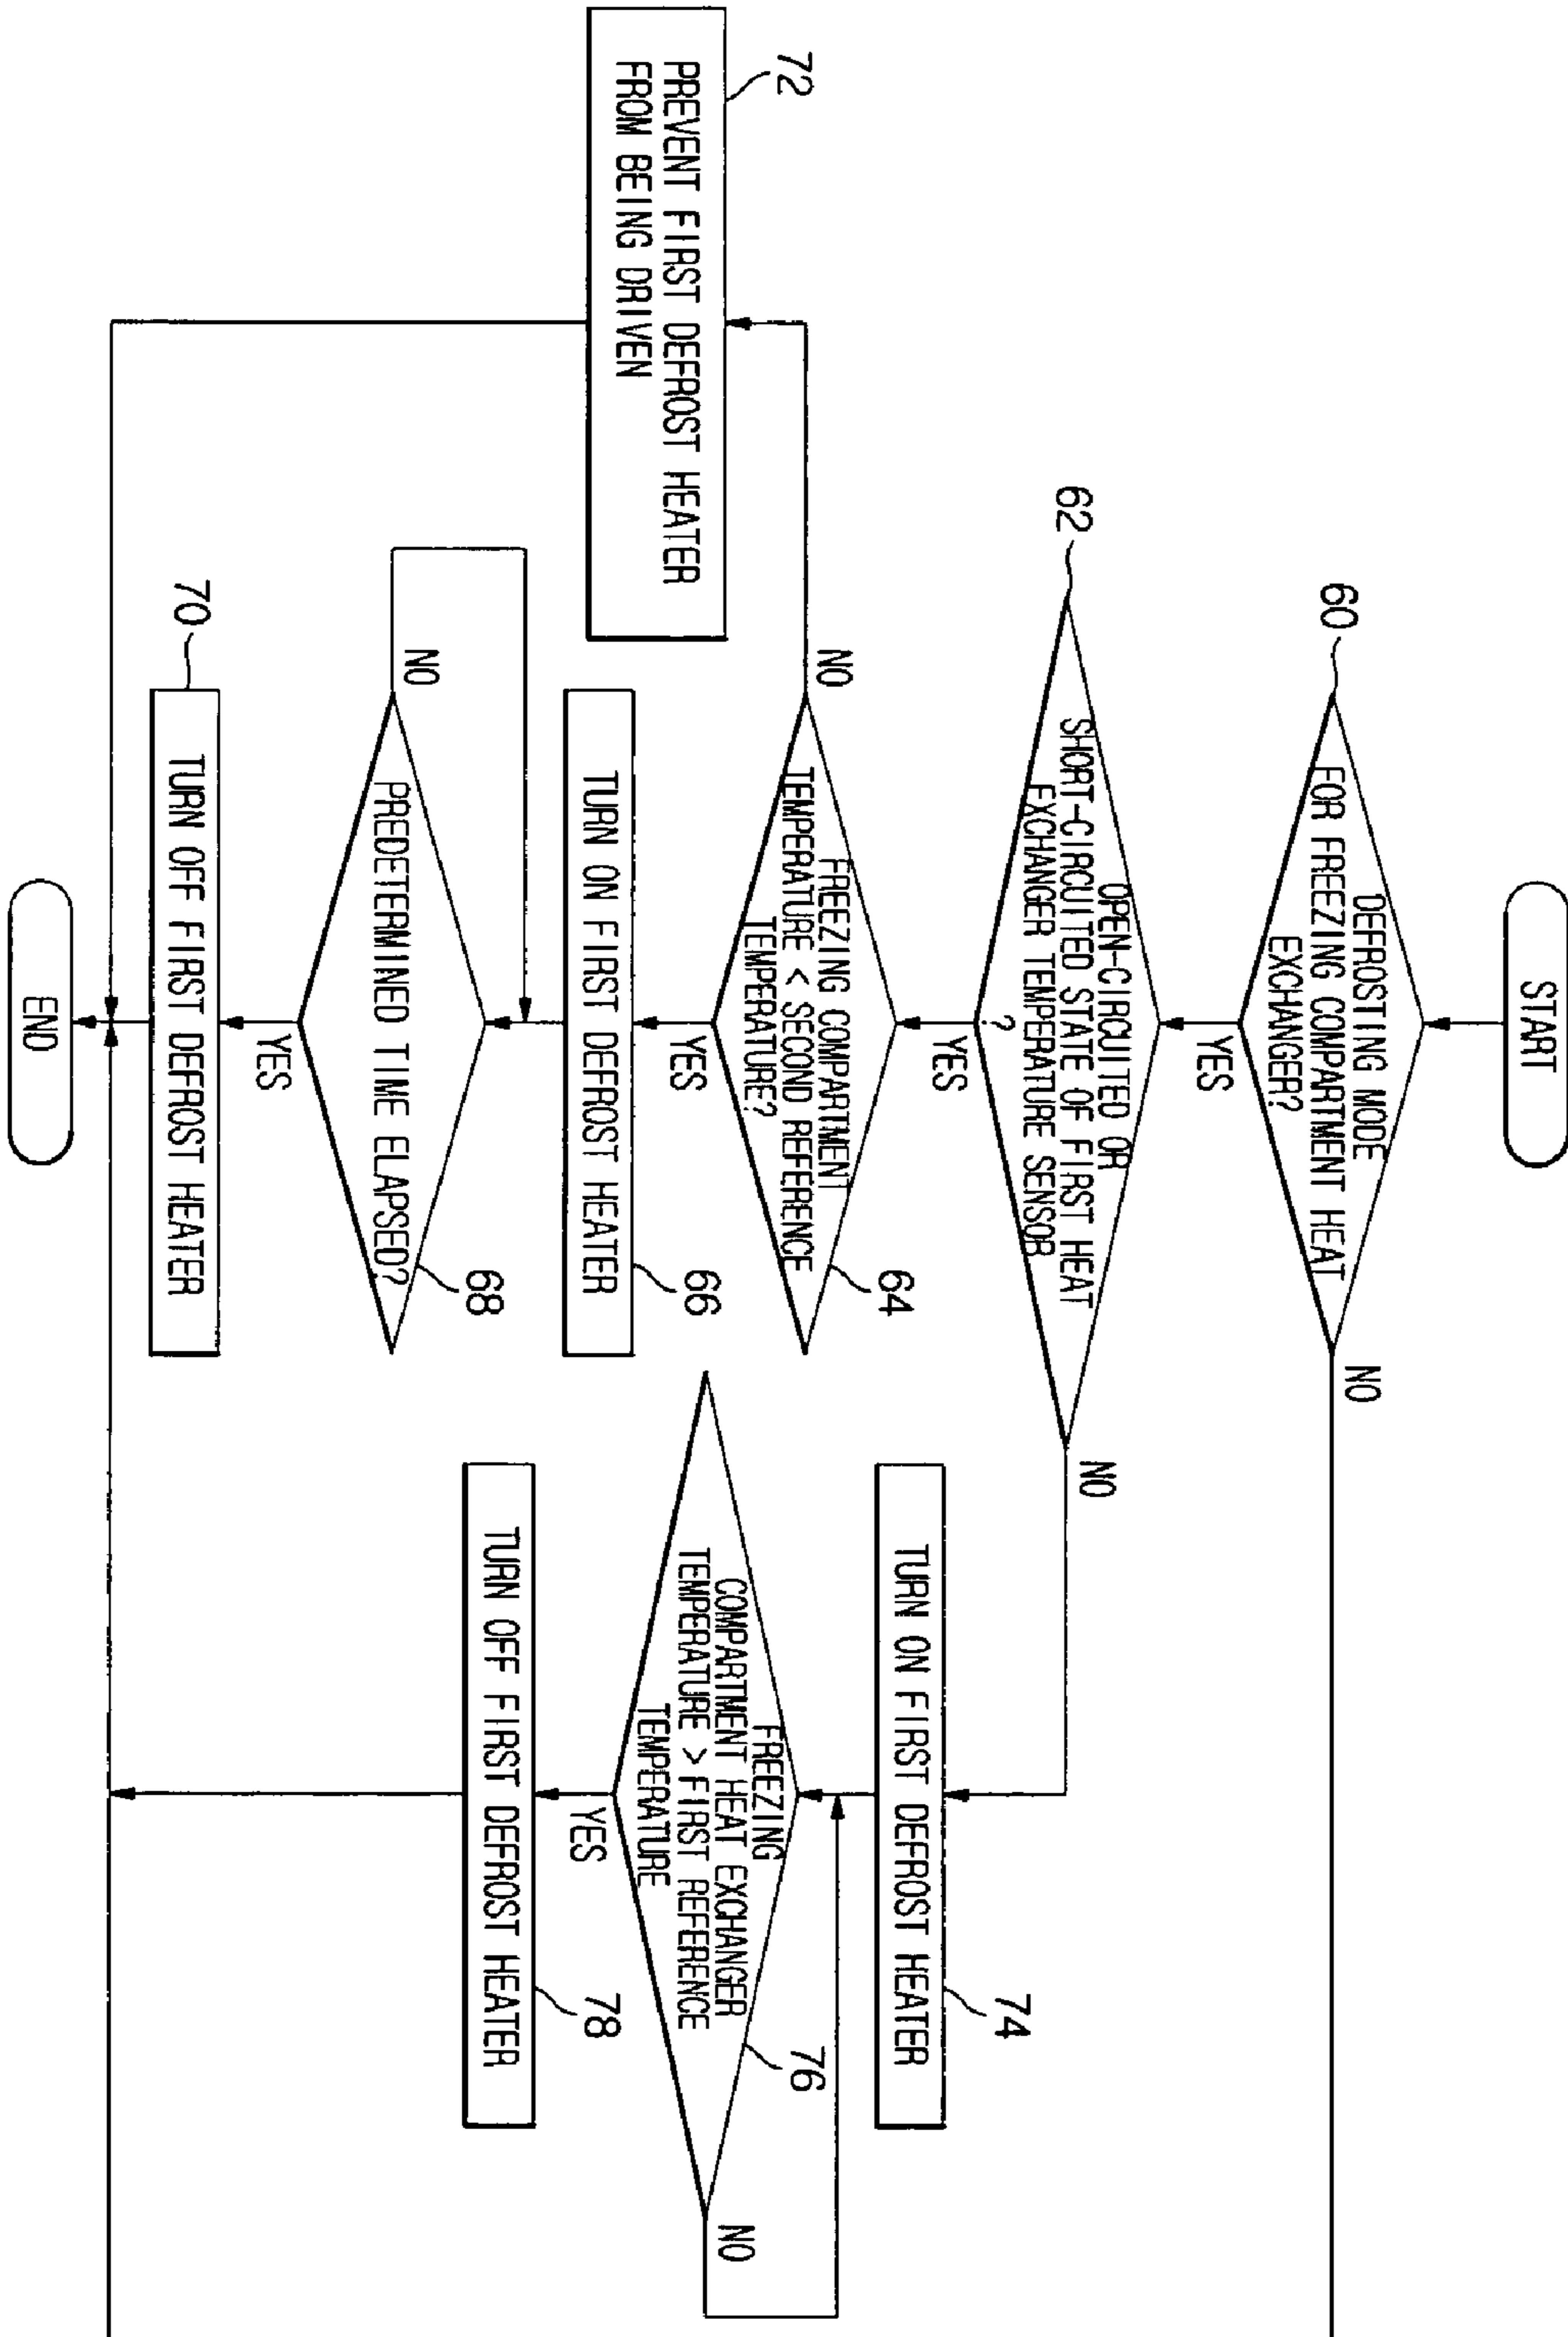 START
60
DEFROSTING MODE
FOR FREEZING COMPARTMENT HEAT
EXCHANGER?
NO
YES
62
OPEN-CIRCUITED OR
SHORT-CIRCUITED STATE OF FIRST HEAT
EXCHANGER TEMPERATURE SENSOR
?
NO
YES
64
FREEZING COMPARTMENT
TEMPERATURE < SECOND REFERENCE
TEMPERATURE?
NO
YES
72
PREVENT FIRST DEFROST HEATER
FROM BEING DRIVEN
66
TURN ON FIRST DEFROST HEATER
68
PREDETERMINED TIME ELAPSED?
NO
YES
70
TURN OFF FIRST DEFROST HEATER
74
TURN ON FIRST DEFROST HEATER
76
FREEZING
COMPARTMENT HEAT EXCHANGER
TEMPERATURE > FIRST REFERENCE
TEMPERATURE
NO
YES
78
TURN OFF FIRST DEFROST HEATER
END